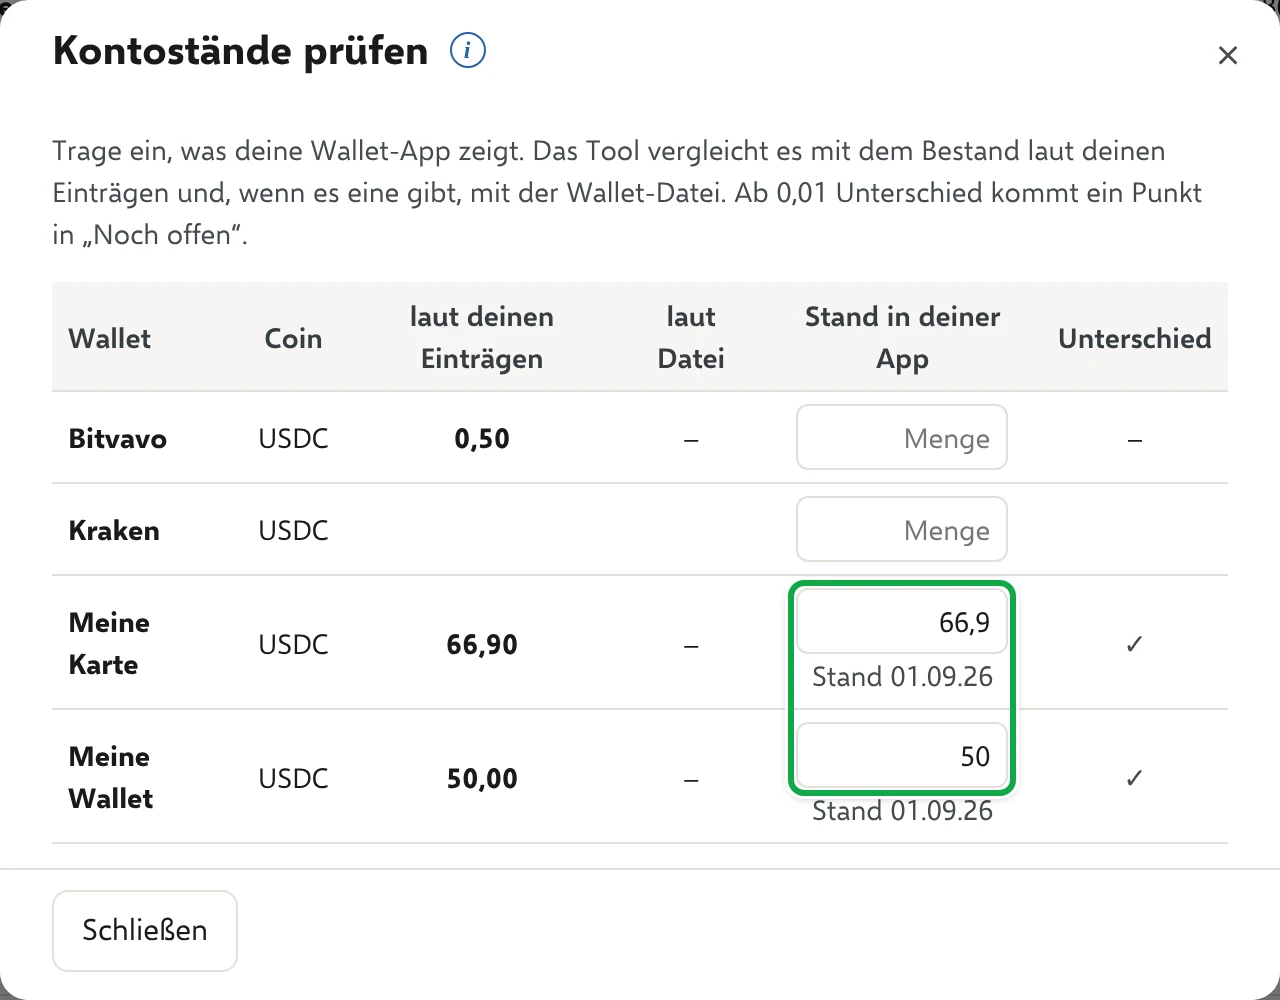 Kontostände prüfen i
×
Trage ein, was deine Wallet-App zeigt. Das Tool vergleicht es mit dem Bestand laut deinen
Einträgen und, wenn es eine gibt, mit der Wallet-Datei. Ab 0,01 Unterschied kommt ein Punkt
in „Noch offen“.
Wallet Coin laut deinen Einträgen laut Datei Stand in deiner App Unterschied
Bitvavo USDC 0,50 – Menge –
Kraken USDC Menge
Meine Karte USDC 66,90 – 66,9 ✓
Stand 01.09.26
Meine Wallet USDC 50,00 – 50 ✓
Stand 01.09.26
Schließen